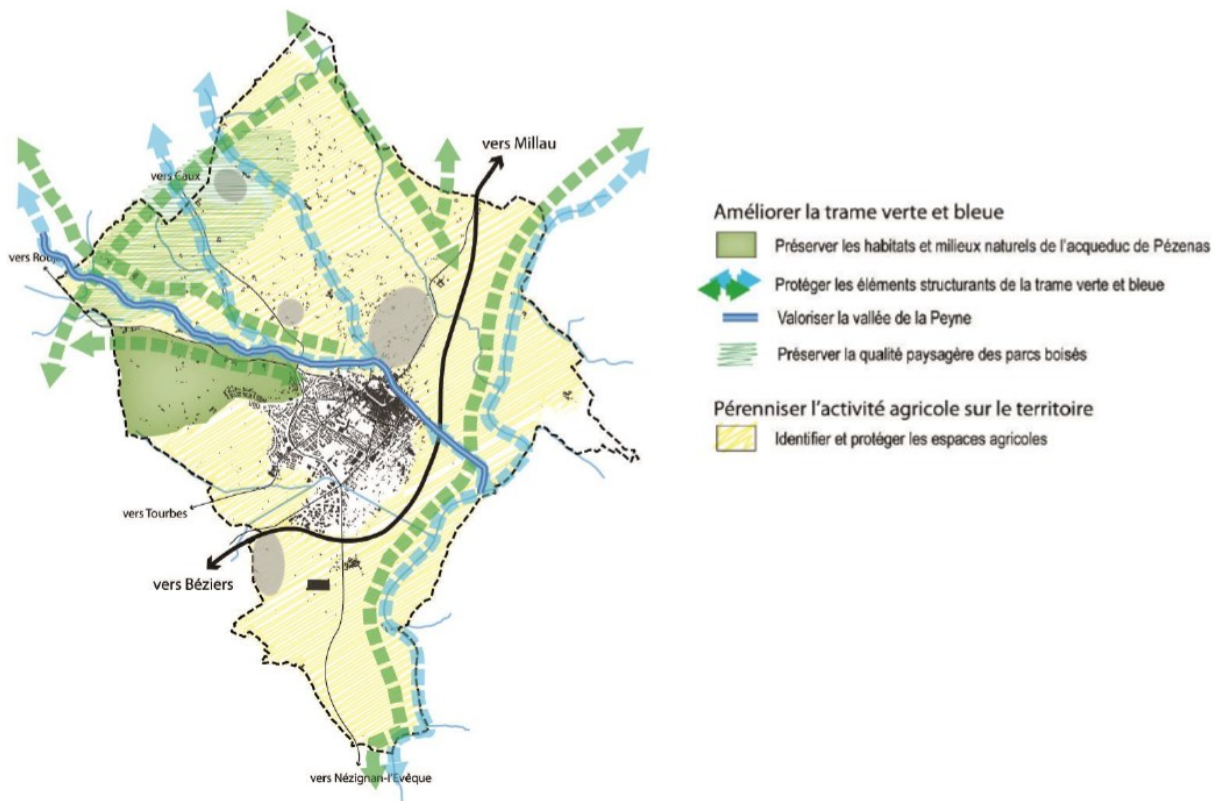 vers Millau
vers Caux
vers
vers Tourbes
vers Béziers
vers Nézignan-l'Evêque
Améliorer la trame verte et bleue
Préserver les habitats et milieux naturels de l'acqueduc de Pézenas
Protéger les éléments structurants de la trame verte et bleue
Valoriser la vallée de la Peyne
Préserver la qualité paysagère des parcs boisés
Pérenniser l'activité agricole sur le territoire
Identifier et protéger les espaces agricoles